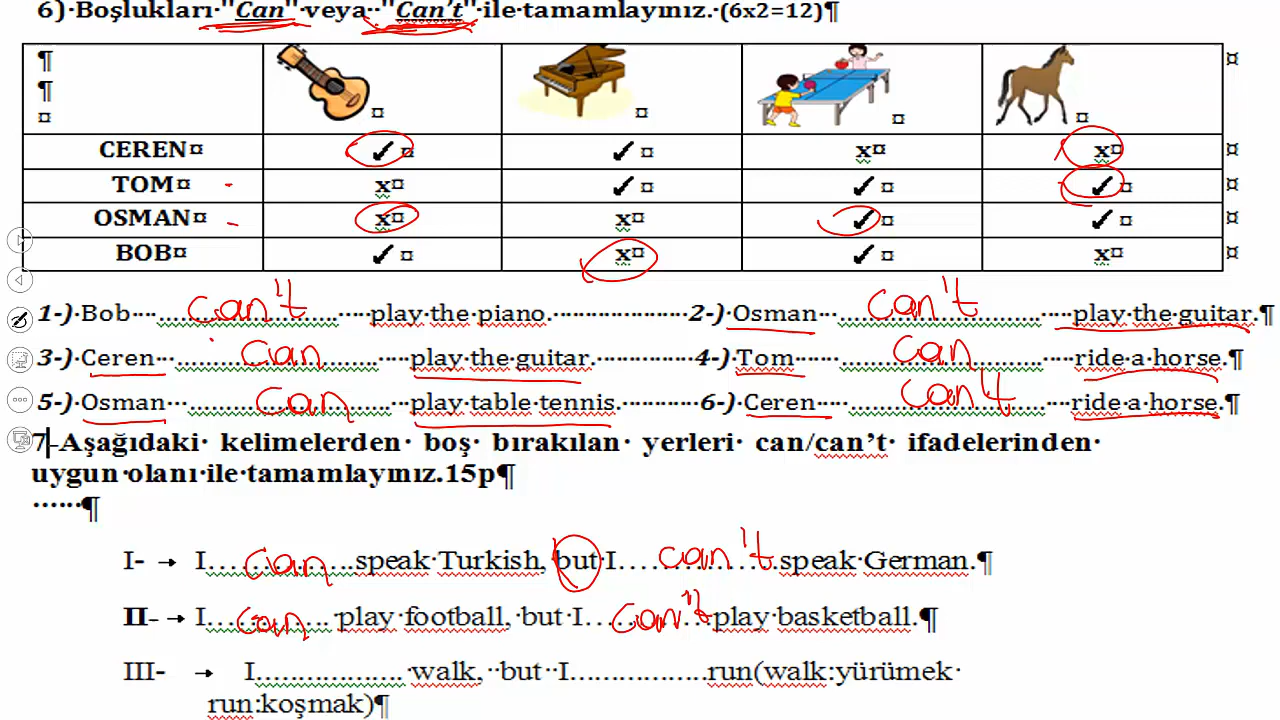 6) Boşlukları "Can" veya "Can't" ile tamamlayınız. (6x2=12)¶
¶
¶
¤ ¤ ¤ ¤ ¤ ¤
CEREN¤ ✓¤ ✓¤ x¤ x¤ ¤
TOM¤ x¤ ✓¤ ✓¤ ✓¤ ¤
OSMAN¤ x¤ x¤ ✓¤ ✓¤ ¤
BOB¤ ✓¤ x¤ ✓¤ x¤ ¤
1-) Bob ... can't ... play the piano. 2-) Osman ... can't ... play the guitar.¶
3-) Ceren ... can ... play the guitar. 4-) Tom ... can ... ride a horse.¶
5-) Osman ... can ... play table tennis. 6-) Ceren ... can't ... ride a horse.¶
7-Aşağıdaki kelimelerden boş bırakılan yerleri can/can't ifadelerinden
uygun olanı ile tamamlayınız.15p¶
......¶
I- → I... can ...speak Turkish, but I... can't ...speak German.¶
II- → I... can ... play football, but I... can't ...play basketball.¶
III- → I.................. walk, but I.................run(walk:yürümek
run:koşmak)¶